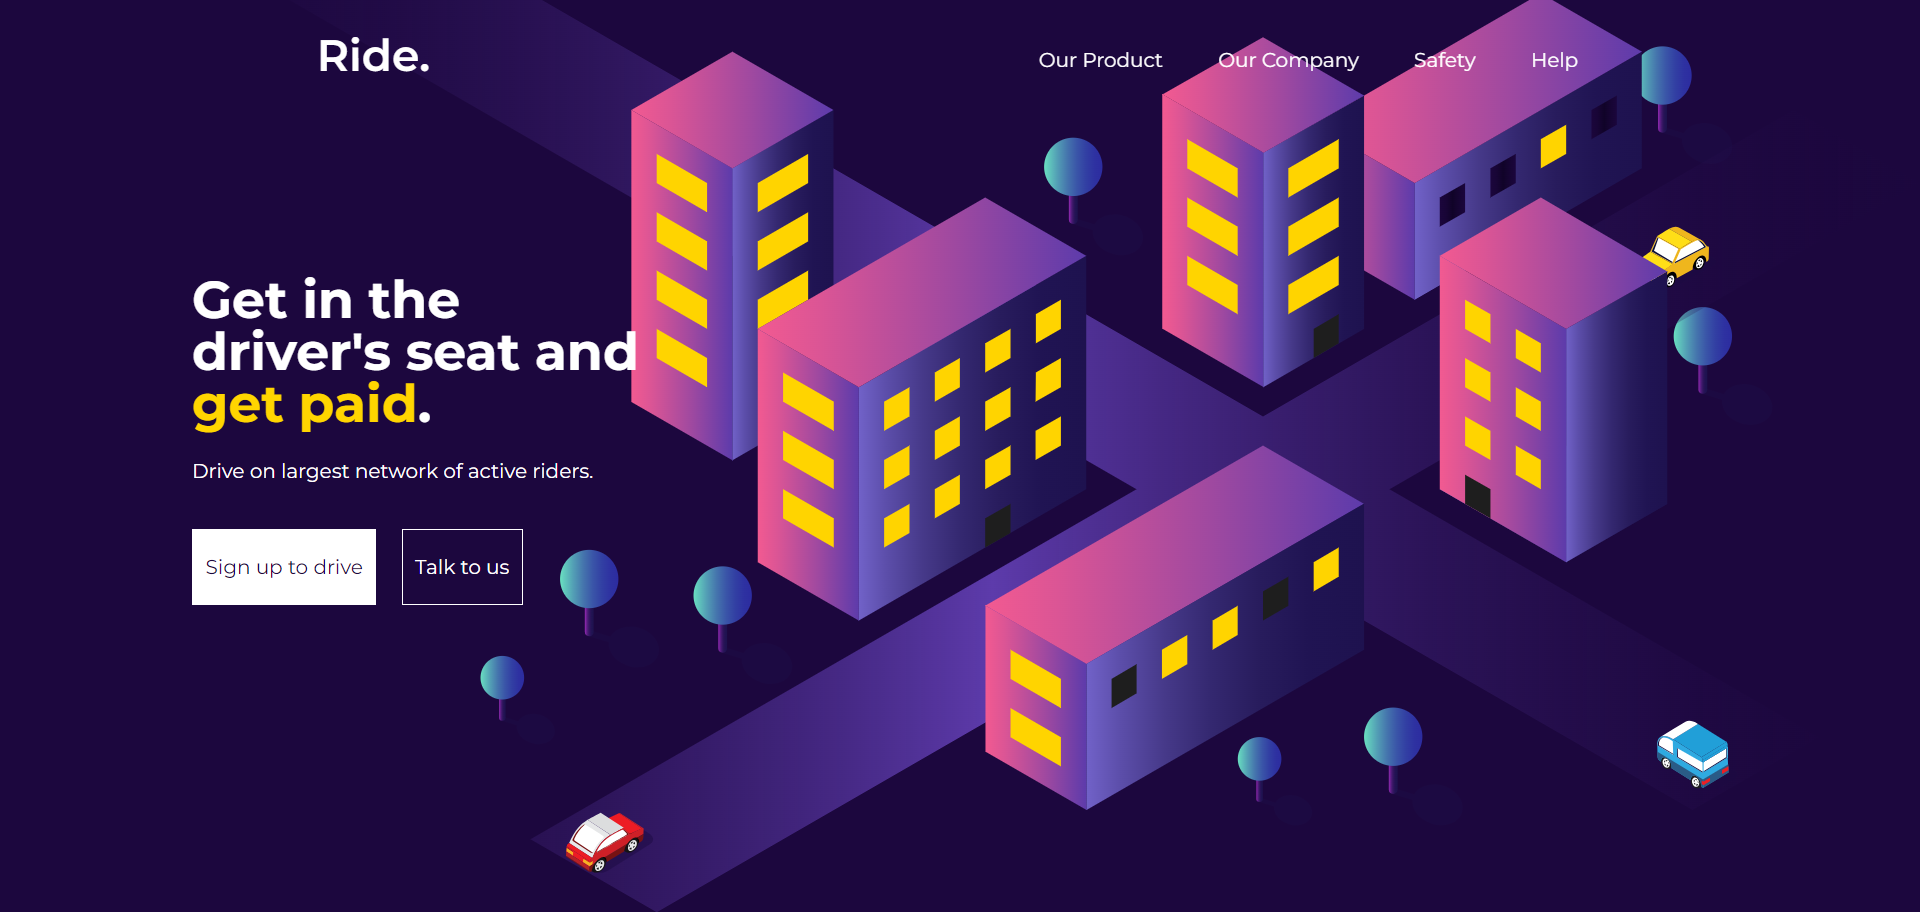 Ride.
Our Product
Our Company
Safety
Help
Get in the
driver's seat and
get paid.
Drive on largest network of active riders.
Sign up to drive
Talk to us